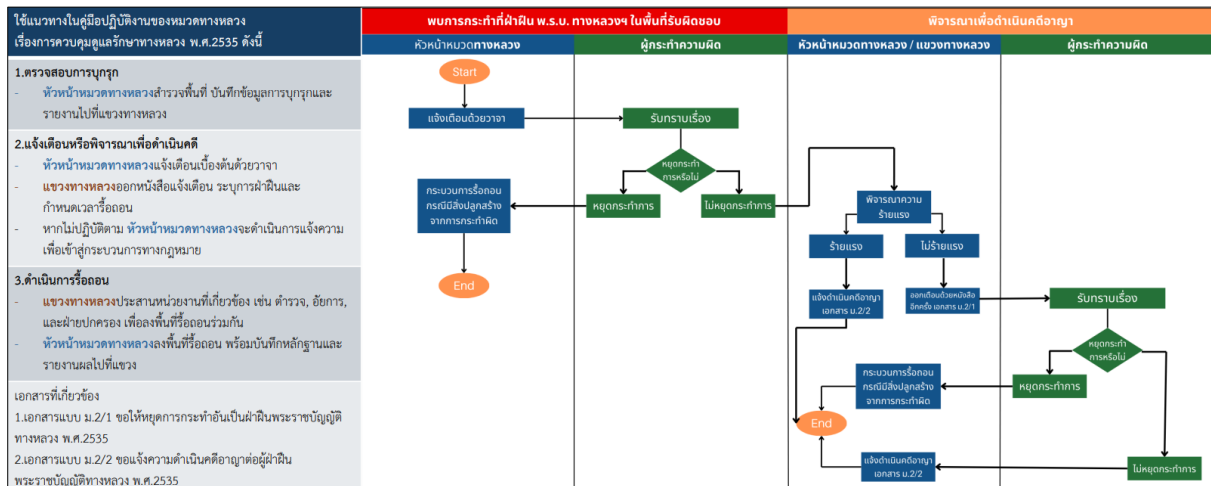 ใช้แนวทางในคู่มือปฏิบัติงานของหมวดทางหลวง
เรื่องการควบคุมดูแลรักษาทางหลวง พ.ศ.2535 ดังนี้
1.ตรวจสอบการบุกรุก
- หัวหน้าหมวดทางหลวงสำรวจพื้นที่ บันทึกข้อมูลการบุกรุกและ
รายงานไปที่แขวงทางหลวง
2.แจ้งเตือนหรือพิจารณาเพื่อดำเนินคดี
- หัวหน้าหมวดทางหลวงแจ้งเตือนเบื้องต้นด้วยวาจา
- แขวงทางหลวงออกหนังสือแจ้งเตือน ระบุการฝ่าฝืนและ
กำหนดเวลารื้อถอน
- หากไม่ปฏิบัติตาม หัวหน้าหมวดทางหลวงจะดำเนินการแจ้งความ
เพื่อเข้าสู่กระบวนการทางกฎหมาย
3.ดำเนินการรื้อถอน
- แขวงทางหลวงประสานหน่วยงานที่เกี่ยวข้อง เช่น ตำรวจ, อัยการ,
และฝ่ายปกครอง เพื่อลงพื้นที่รื้อถอนร่วมกัน
- หัวหน้าหมวดทางหลวงลงพื้นที่รื้อถอน พร้อมบันทึกหลักฐานและ
รายงานผลไปที่แขวง
เอกสารที่เกี่ยวข้อง
1.เอกสารแบบ ม.2/1 ขอให้หยุดการกระทำอันเป็นฝ่าฝืนพระราชบัญญัติ
ทางหลวง พ.ศ.2535
2.เอกสารแบบ ม.2/2 ขอแจ้งความดำเนินคดีอาญาต่อผู้ฝ่าฝืน
พระราชบัญญัติทางหลวง พ.ศ.2535
พบการกระทำที่ฝ่าฝืน พ.ร.บ. ทางหลวงฯ ในพื้นที่รับผิดชอบ
หัวหน้าหมวดทางหลวง
ผู้กระทำความผิด
Start
แจ้งเตือนด้วยวาจา
รับทราบเรื่อง
หยุดกระทำ
การหรือไม่
หยุดกระทำการ
ไม่หยุดกระทำการ
กระบวนการรื้อถอน
กรณีมีสิ่งปลูกสร้าง
จากการกระทำผิด
End
พิจารณาเพื่อดำเนินคดีอาญา
หัวหน้าหมวดทางหลวง / แขวงทางหลวง
ผู้กระทำความผิด
พิจารณาความ
ร้ายแรง
ร้ายแรง
ไม่ร้ายแรง
แจ้งดำเนินคดีอาญา
เอกสาร ม.2/2
ออกเตือนด้วยหนังสือ
อีกครั้ง เอกสาร ม.2/1
รับทราบเรื่อง
หยุดกระทำ
การหรือไม่
หยุดกระทำการ
กระบวนการรื้อถอน
กรณีมีสิ่งปลูกสร้าง
จากการกระทำผิด
End
แจ้งดำเนินคดีอาญา
เอกสาร ม.2/2
ไม่หยุดกระทำการ